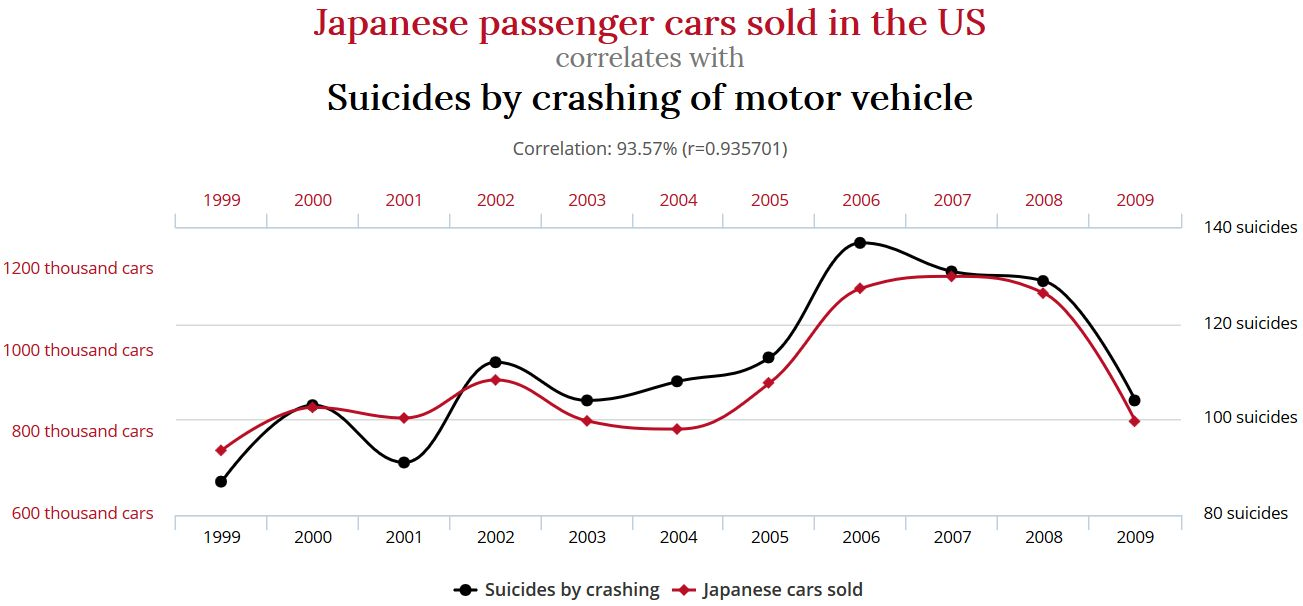 Japanese passenger cars sold in the US
correlates with
Suicides by crashing of motor vehicle
Correlation: 93.57% (r=0.935701)
1999 2000 2001 2002 2003 2004 2005 2006 2007 2008 2009
140 suicides
1200 thousand cars
120 suicides
1000 thousand cars
100 suicides
800 thousand cars
600 thousand cars
80 suicides
1999 2000 2001 2002 2003 2004 2005 2006 2007 2008 2009
Suicides by crashing Japanese cars sold